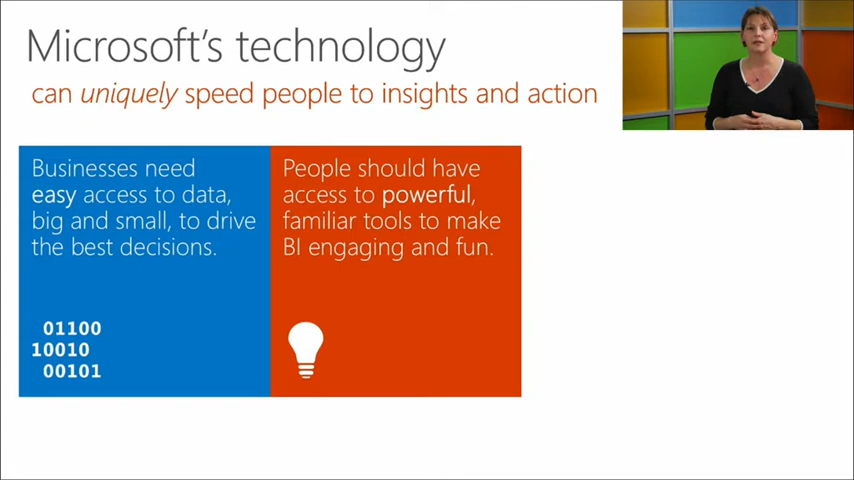 Microsoft's technology
can uniquely speed people to insights and action
Businesses need
easy access to data,
big and small, to drive
the best decisions.
01100
10010
00101
People should have
access to powerful,
familiar tools to make
BI engaging and fun.